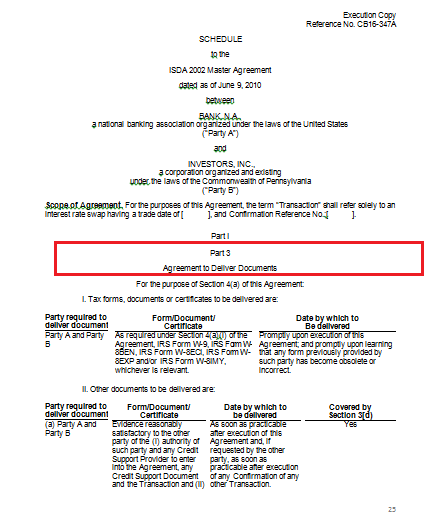 Execution Copy
Reference No. CB16-347A
SCHEDULE
to the
ISDA 2002 Master Agreement
dated as of June 9, 2010
between
BANK, N.A.,
a national banking association organized under the laws of the United States
("Party A")
and
INVESTORS, INC.,
a corporation organized and existing
under the laws of the Commonwealth of Pennsylvania
("Party B")
Scope of Agreement. For the purposes of this Agreement, the term "Transaction" shall refer solely to an
interest rate swap having a trade date of [ ], and Confirmation Reference No.:[ ].
Part I
Part 3
Agreement to Deliver Documents
For the purpose of Section 4(a) of this Agreement:
I. Tax forms, documents or certificates to be delivered are:
Party required to deliver document
Form/Document/ Certificate
Date by which to Be delivered
Party A and Party B
As required under Section 4(a)(i) of the
Agreement, IRS Form W-9, IRS Form W-
8BEN, IRS Form W-8ECI, IRS Form W-
8EXP and/or IRS Form W-8IMY,
whichever is relevant.
Promptly upon execution of this
Agreement; and promptly upon learning
that any form previously provided by
such party has become obsolete or
incorrect.
II. Other documents to be delivered are:
Party required to deliver document
Form/Document/ Certificate
Date by which to be delivered
Covered by Section 3(d)
(a) Party A and Party B
Evidence reasonably
satisfactory to the other
party of the (i) authority of
such party and any Credit
Support Provider to enter
into the Agreement, any
Credit Support Document
and the Transaction and (ii)
As soon as practicable
after execution of this
Agreement and, if
requested by the other
party, as soon as
practicable after execution
of any Confirmation of any
other Transaction.
Yes
25